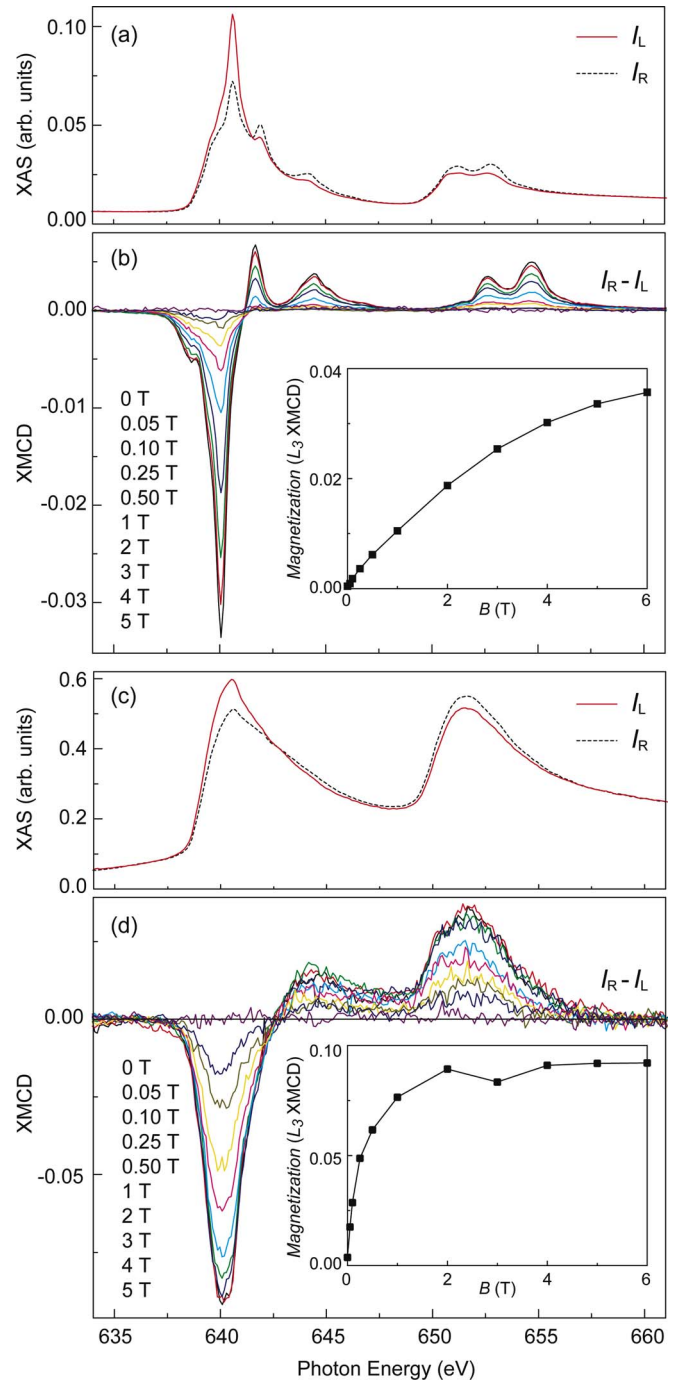 (a)
I_L
I_R
XAS (arb. units)
0.10
0.05
0.00
(b)
I_R - I_L
XMCD
0.00
-0.01
-0.02
-0.03
0 T
0.05 T
0.10 T
0.25 T
0.50 T
1 T
2 T
3 T
4 T
5 T
Magnetization (L3 XMCD)
0.04
0.02
0.00
0
2
4
6
B (T)
(c)
I_L
I_R
XAS (arb. units)
0.6
0.4
0.2
0.0
(d)
I_R - I_L
XMCD
0.00
-0.05
0 T
0.05 T
0.10 T
0.25 T
0.50 T
1 T
2 T
3 T
4 T
5 T
Magnetization (L3 XMCD)
0.10
0.05
0.00
0
2
4
6
B (T)
635
640
645
650
655
660
Photon Energy (eV)